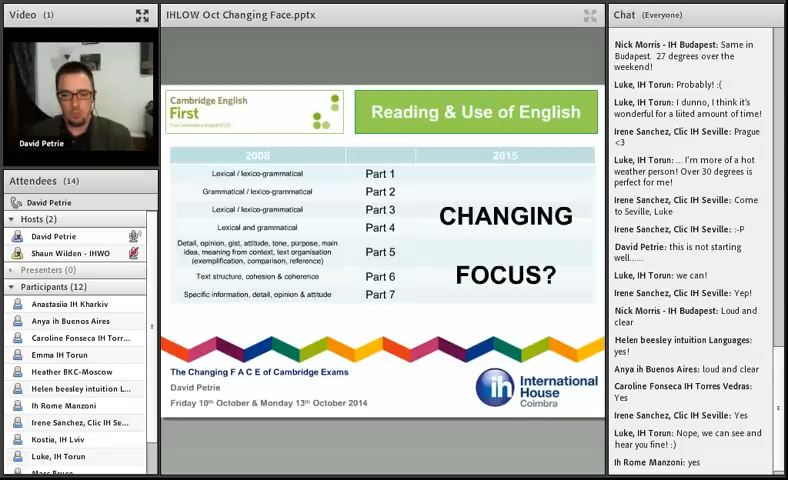 Video (1)
David Petrie
Attendees (14)
David Petrie
Hosts (2)
David Petrie
Shaun Wilden - IHWO
Presenters (0)
Participants (12)
Anastasiia IH Kharkiv
Anya ih Buenos Aires
Caroline Fonseca IH Torr...
Emma IH Torun
Heather BKC-Moscow
Helen beesley intuition L...
Ih Rome Manzoni
Irene Sanchez, Clic IH Se...
Kostia, IH Lviv
Luke, IH Torun
Marc Bruce
IHLOW Oct Changing Face.pptx
Cambridge English
First
Reading & Use of English
2008
2015
Lexical / lexico-grammatical Part 1
Grammatical / lexico-grammatical Part 2
Lexical / lexico-grammatical Part 3
Lexical and grammatical Part 4
Detail, opinion, gist, attitude, tone, purpose, main
idea, meaning from context, text organisation
(exemplification, comparison, reference)
Part 5
Text structure, cohesion & coherence Part 6
Specific information, detail, opinion & attitude Part 7
CHANGING
FOCUS?
The Changing F A C E of Cambridge Exams
David Petrie
Friday 10th October & Monday 13th October 2014
ih
International
House
Coimbra
Chat (Everyone)
Nick Morris - IH Budapest: Same in
Budapest. 27 degrees over the
weekend!
Luke, IH Torun: Probably! :(
Luke, IH Torun: I dunno, I think it's
wonderful for a liited amount of time!
Irene Sanchez, Clic IH Seville: Prague
<3
Luke, IH Torun: ... I'm more of a hot
weather person! Over 30 degrees is
perfect for me!
Irene Sanchez, Clic IH Seville: Come
to Seville, Luke
Irene Sanchez, Clic IH Seville: :-P
David Petrie: this is not starting
well......
Luke, IH Torun: we can!
Irene Sanchez, Clic IH Seville: Yep!
Nick Morris - IH Budapest: Loud and
clear
Helen beesley intuition Languages:
yes!
Anya ih Buenos Aires: loud and clear
Caroline Fonseca IH Torres Vedras:
Yes
Irene Sanchez, Clic IH Seville: Yes
Luke, IH Torun: Nope, we can see and
hear you fine! :)
Ih Rome Manzoni: yes